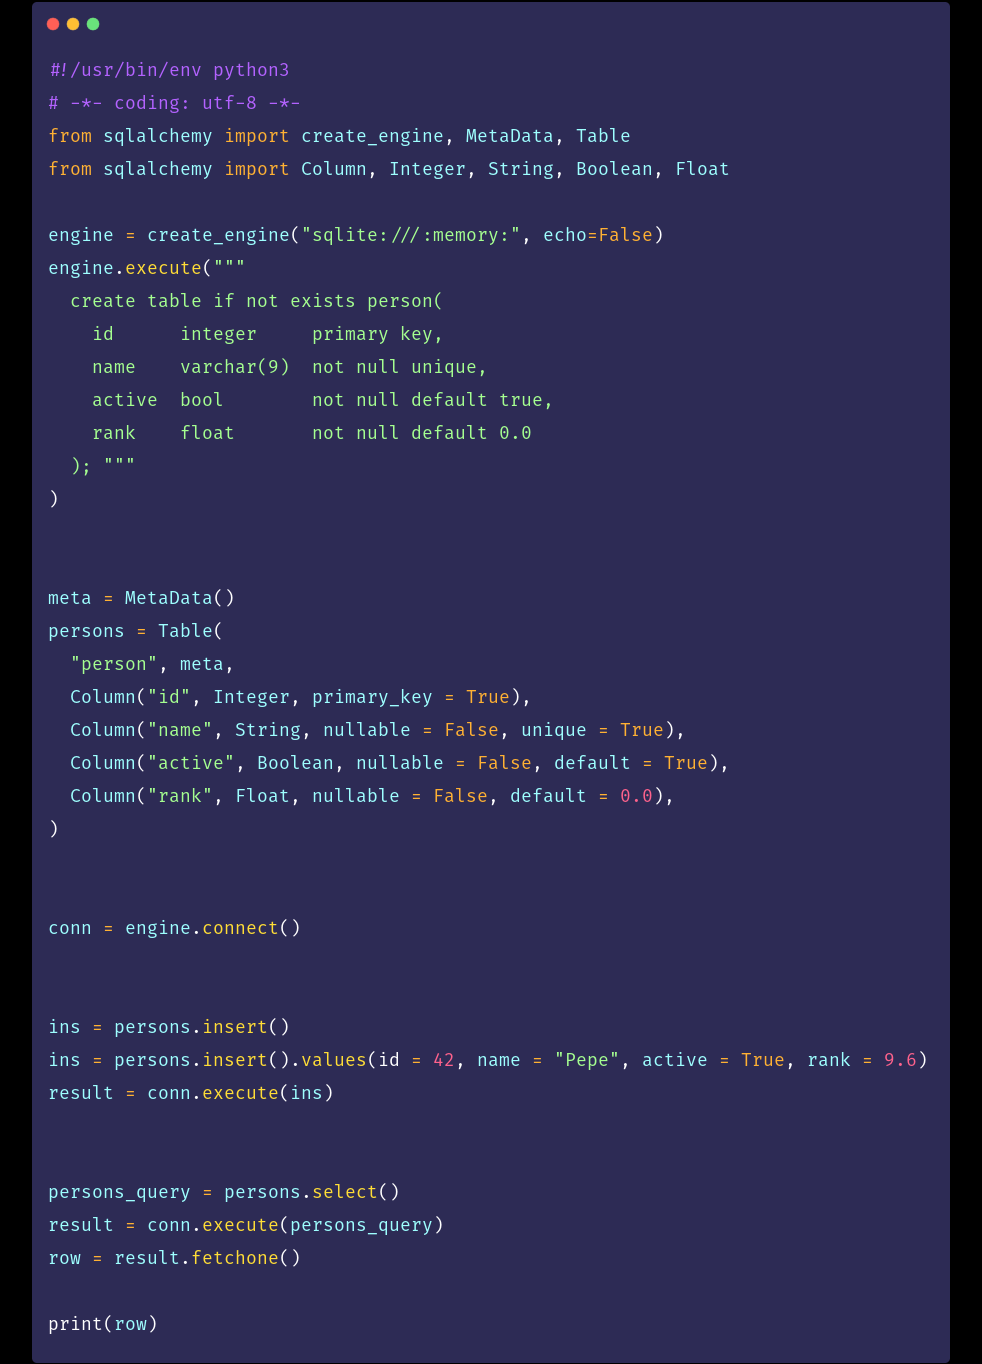 #!/usr/bin/env python3
# -*- coding: utf-8 -*-
from sqlalchemy import create_engine, MetaData, Table
from sqlalchemy import Column, Integer, String, Boolean, Float

engine = create_engine("sqlite:///:memory:", echo=False)
engine.execute("""
  create table if not exists person(
    id      integer     primary key,
    name    varchar(9)  not null unique,
    active  bool        not null default true,
    rank    float       not null default 0.0
  ); """
)


meta = MetaData()
persons = Table(
  "person", meta,
  Column("id", Integer, primary_key = True),
  Column("name", String, nullable = False, unique = True),
  Column("active", Boolean, nullable = False, default = True),
  Column("rank", Float, nullable = False, default = 0.0),
)


conn = engine.connect()


ins = persons.insert()
ins = persons.insert().values(id = 42, name = "Pepe", active = True, rank = 9.6)
result = conn.execute(ins)


persons_query = persons.select()
result = conn.execute(persons_query)
row = result.fetchone()

print(row)